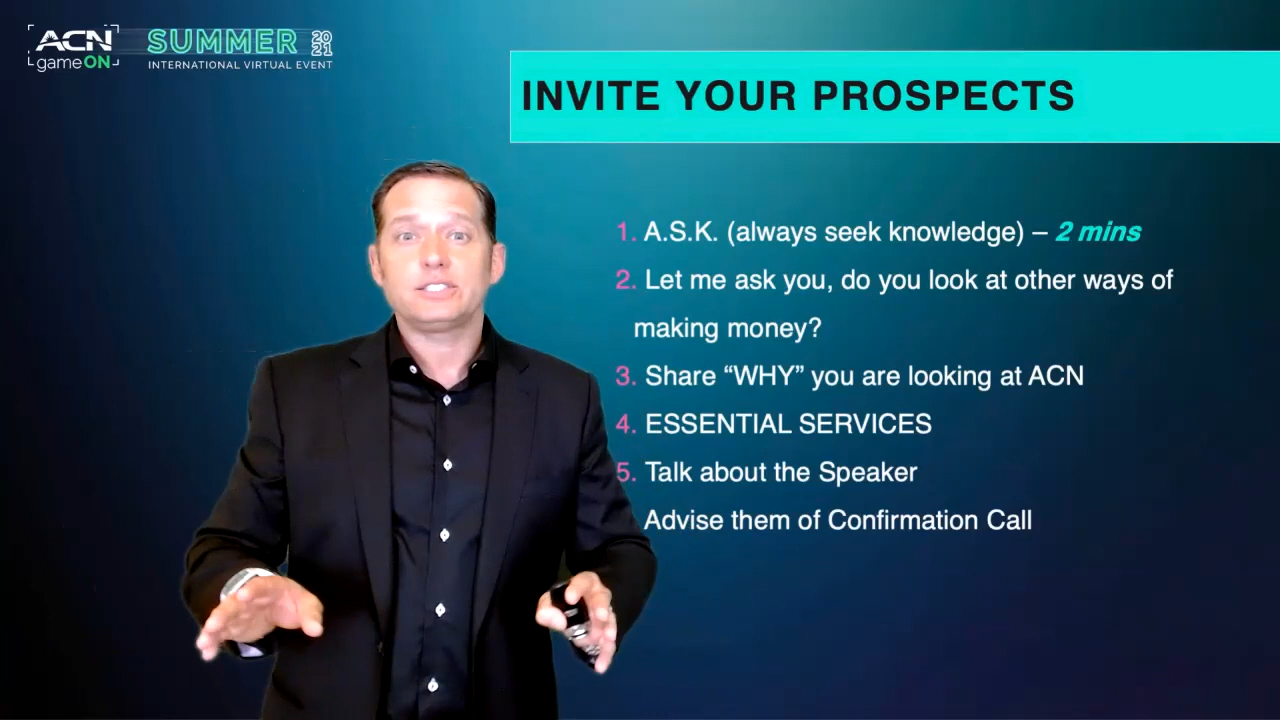 ACN
gameON
SUMMER 2021
INTERNATIONAL VIRTUAL EVENT
INVITE YOUR PROSPECTS
1. A.S.K. (always seek knowledge) – 2 mins
2. Let me ask you, do you look at other ways of
making money?
3. Share “WHY” you are looking at ACN
4. ESSENTIAL SERVICES
5. Talk about the Speaker
Advise them of Confirmation Call